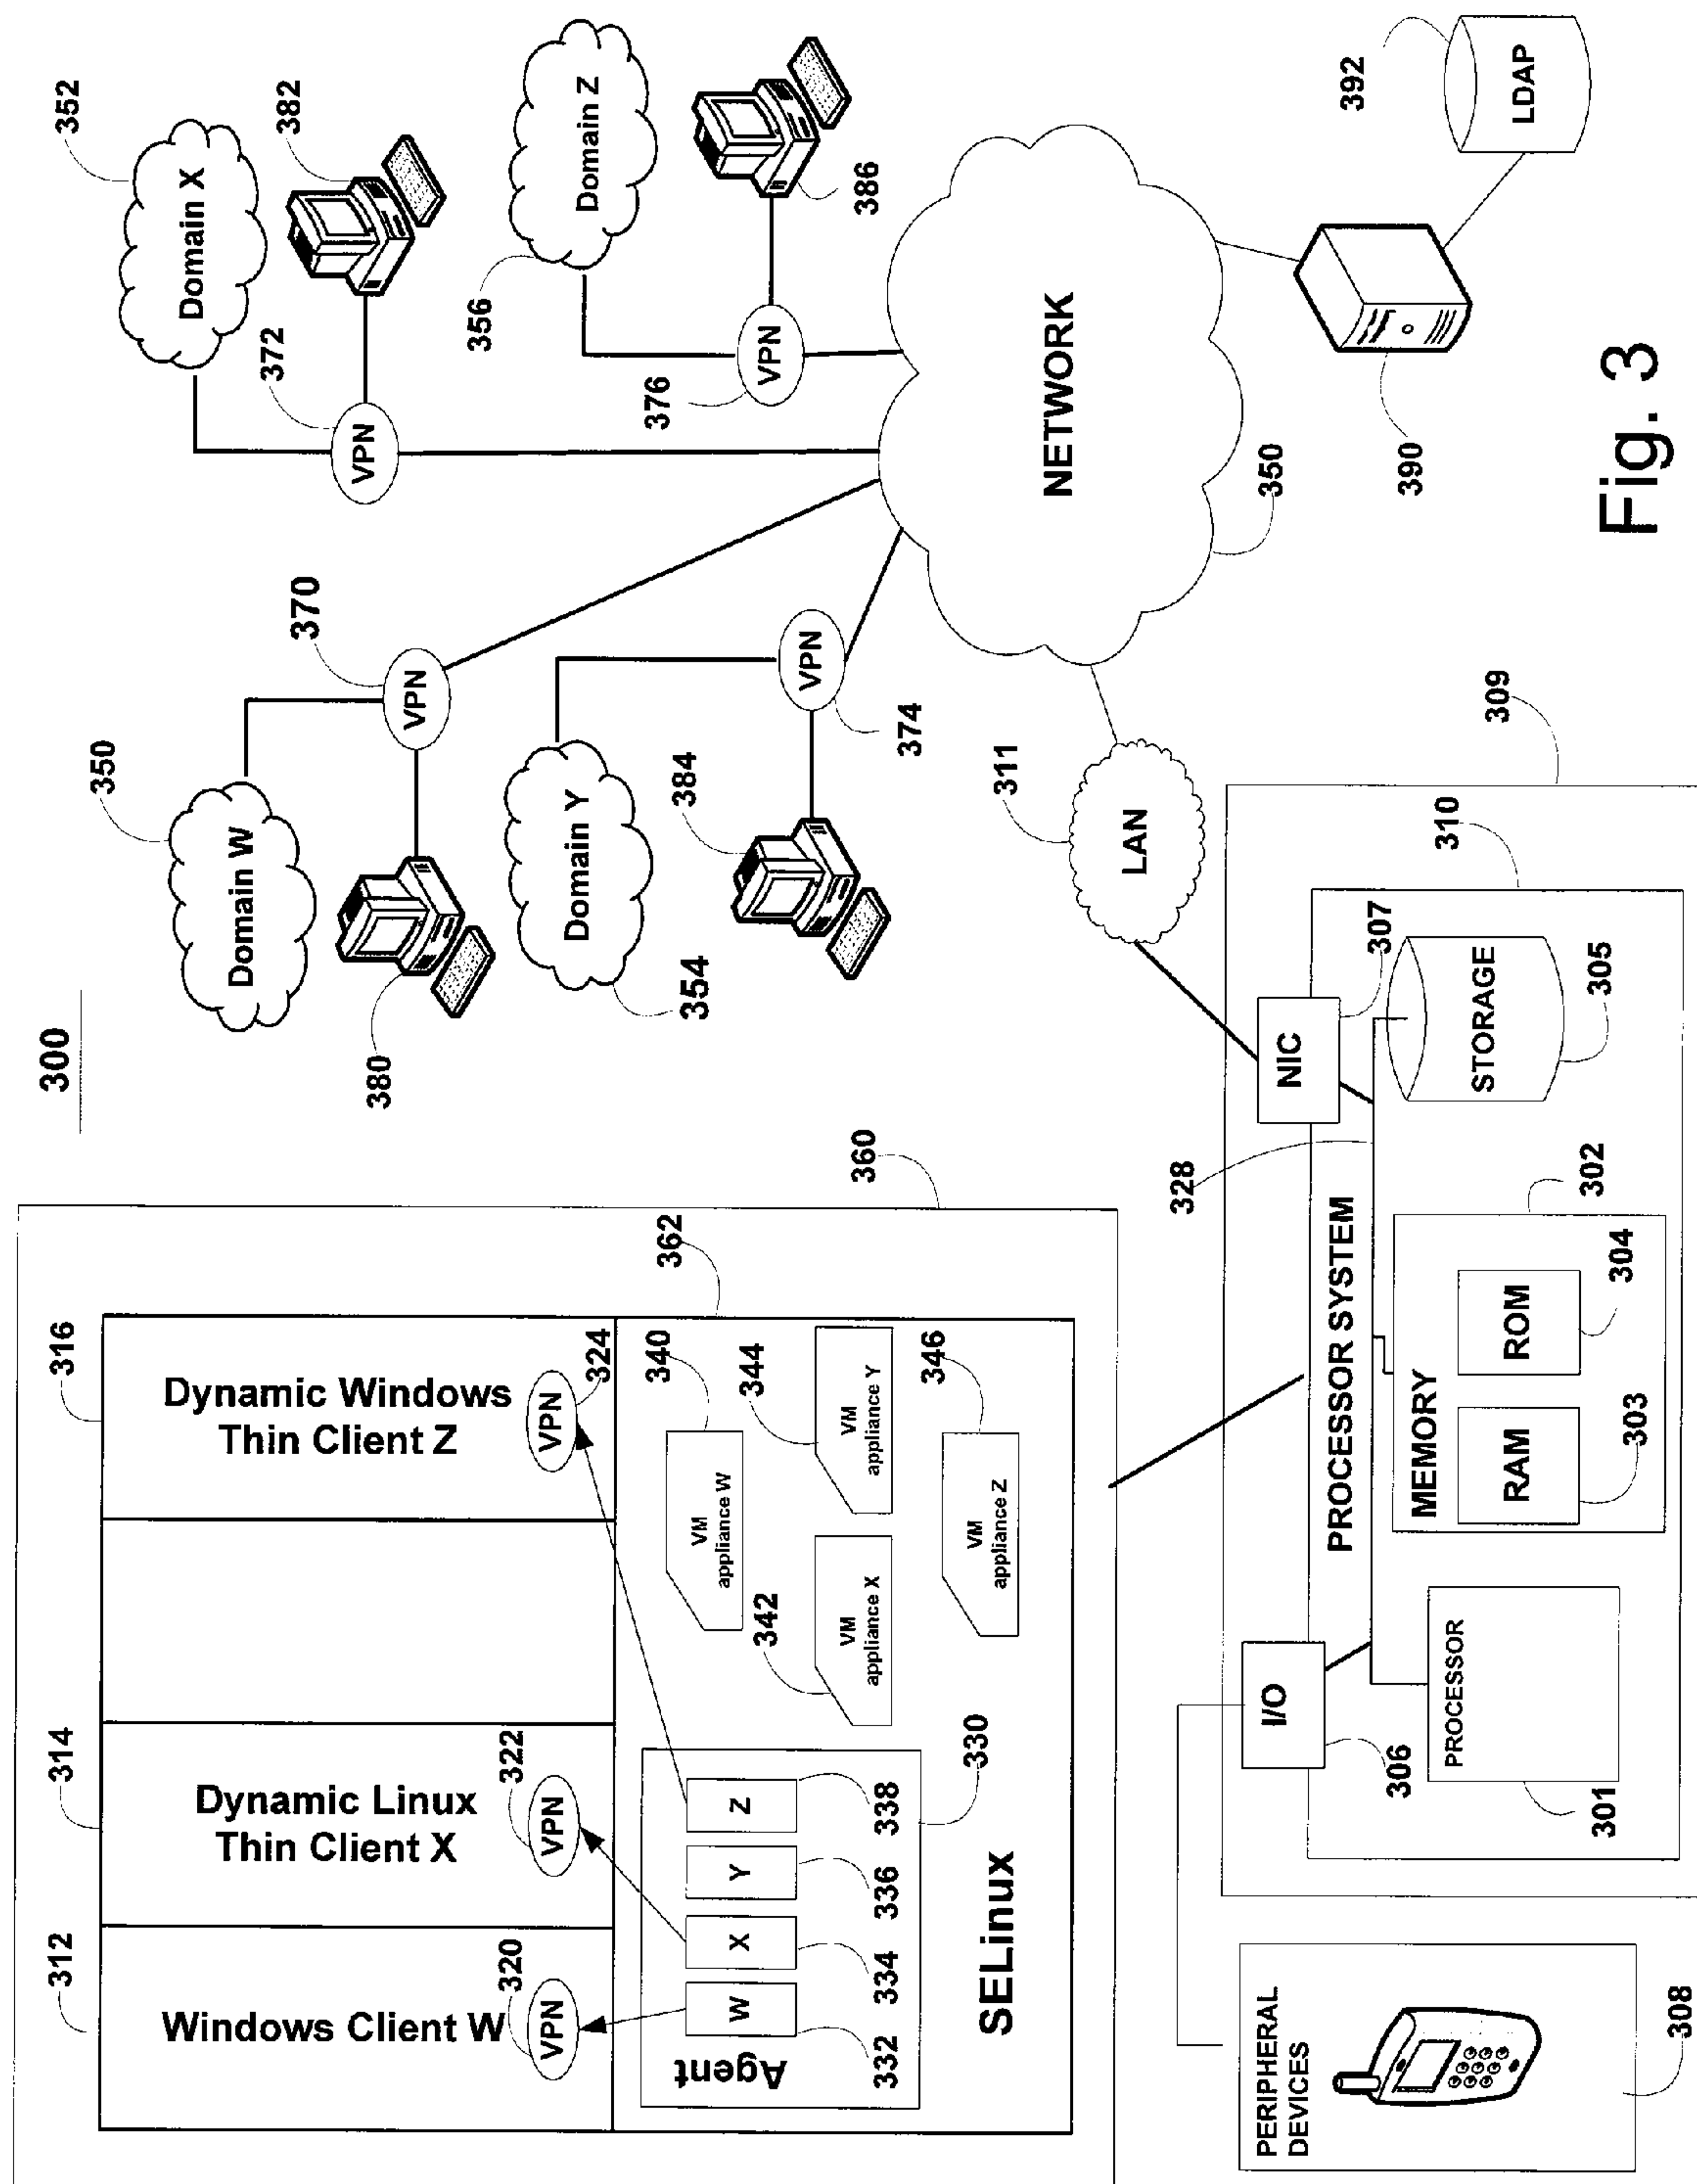 300
360
316
Dynamic Windows
Thin Client Z
VPN
324
314
Dynamic Linux
Thin Client X
322
VPN
312
Windows Client W
320
VPN
362
340
VM
appliance W
344
VM
appliance Y
342
VM
appliance X
346
VM
appliance Z
330
Agent
W
X
Y
Z
332
334
336
338
SELinux
350
Domain W
370
VPN
380
352
Domain X
372
VPN
382
354
Domain Y
374
VPN
384
356
Domain Z
376
VPN
386
NETWORK
350
390
392
LDAP
311
LAN
309
310
PROCESSOR SYSTEM
328
NIC
307
I/O
306
STORAGE
305
MEMORY
302
RAM
303
ROM
304
PROCESSOR
301
PERIPHERAL
DEVICES
308
Fig. 3